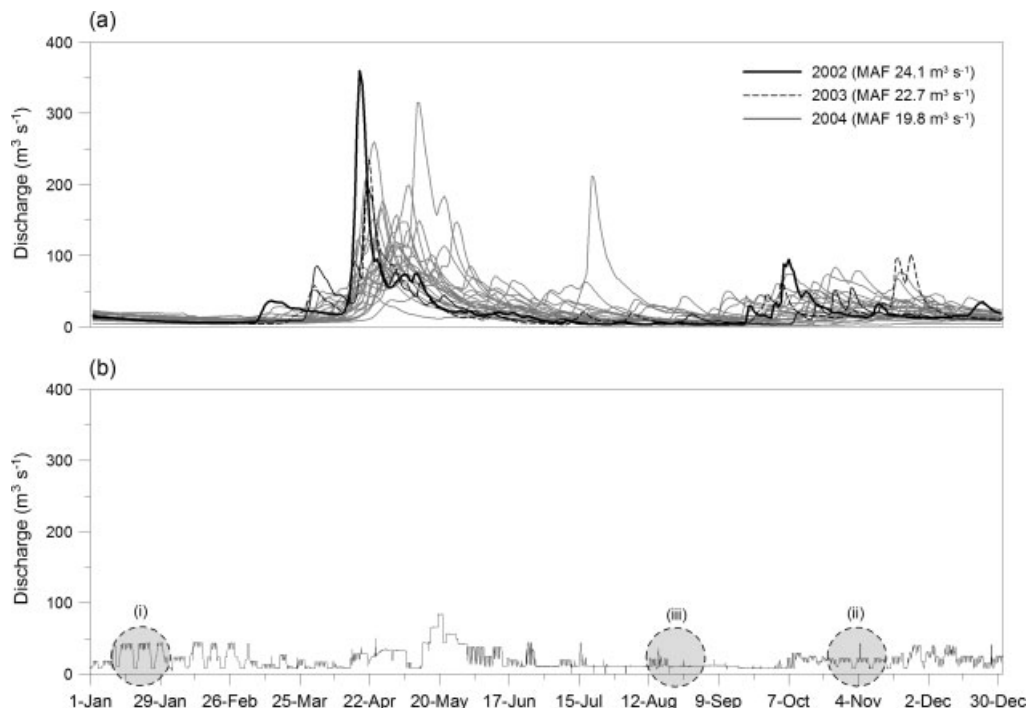 (a)
400
300
200
100
0
Discharge (m³ s⁻¹)
2002 (MAF 24.1 m³ s⁻¹)
2003 (MAF 22.7 m³ s⁻¹)
2004 (MAF 19.8 m³ s⁻¹)
(b)
400
300
200
100
0
Discharge (m³ s⁻¹)
(i)
(iii)
(ii)
1-Jan 29-Jan 26-Feb 25-Mar 22-Apr 20-May 17-Jun 15-Jul 12-Aug 9-Sep 7-Oct 4-Nov 2-Dec 30-Dec